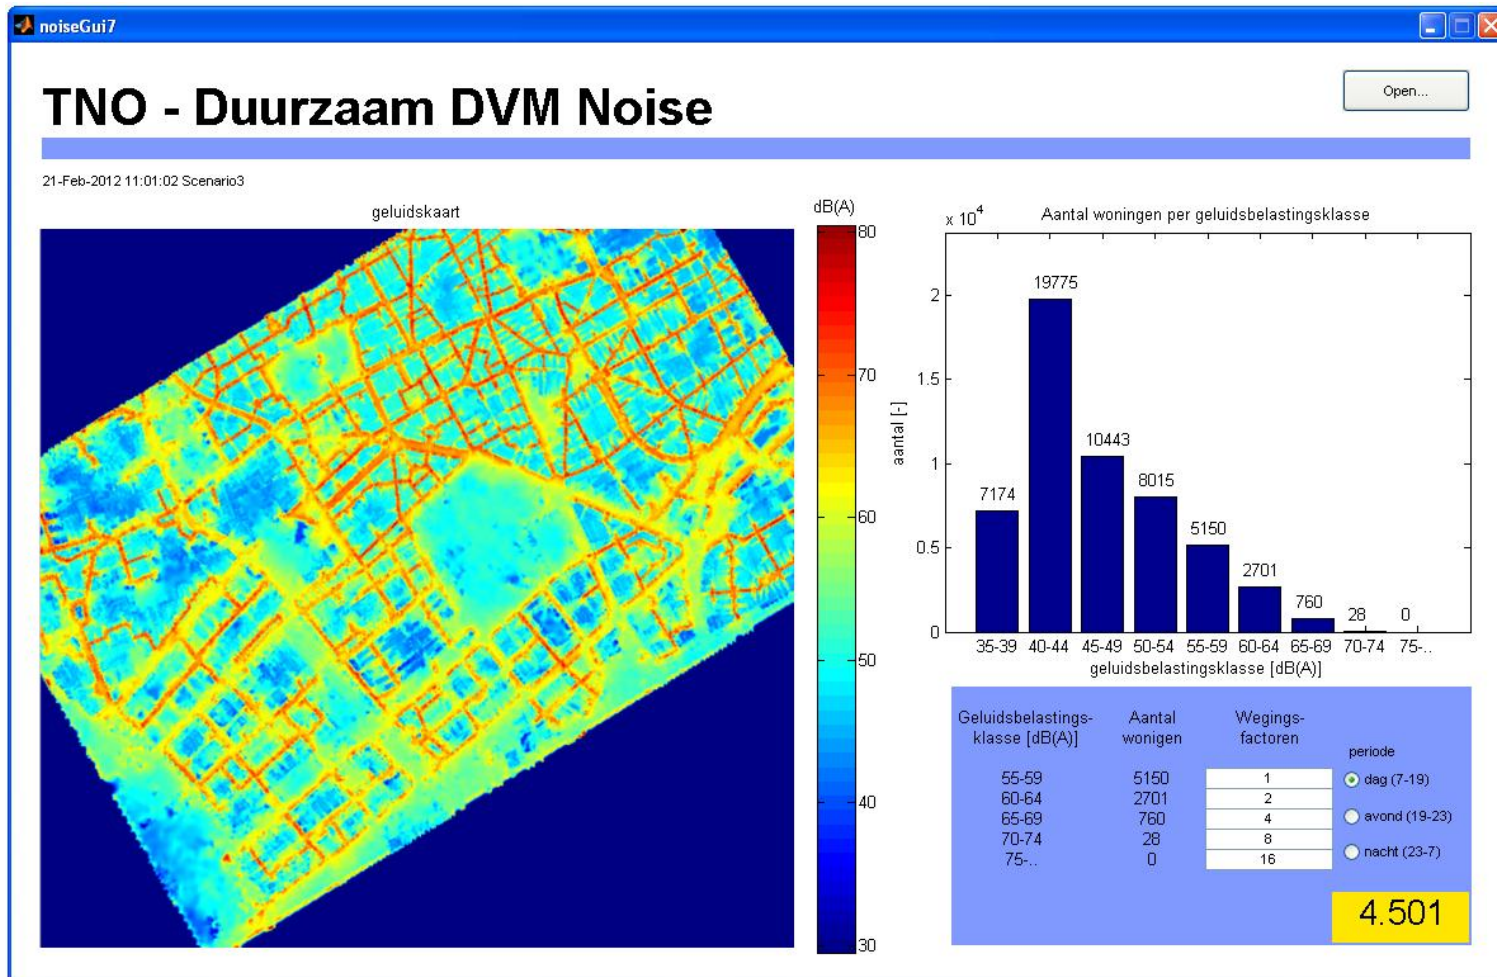 noiseGui7
TNO - Duurzaam DVM Noise
Open...
21-Feb-2012 11:01:02 Scenario3
geluidskaart
dB(A)
80
70
60
50
40
30
x 10^4
Aantal woningen per geluidsbelastingsklasse
aantal [-]
2
1.5
1
0.5
0
7174
19775
10443
8015
5150
2701
760
28
0
35-39 40-44 45-49 50-54 55-59 60-64 65-69 70-74 75-..
geluidsbelastingsklasse [dB(A)]
Geluidsbelastings- Aantal Wegings-
klasse [dB(A)] wonigen factoren
periode
55-59 5150 1 dag (7-19)
60-64 2701 2
65-69 760 4 avond (19-23)
70-74 28 8
75-.. 0 16 nacht (23-7)
4.501